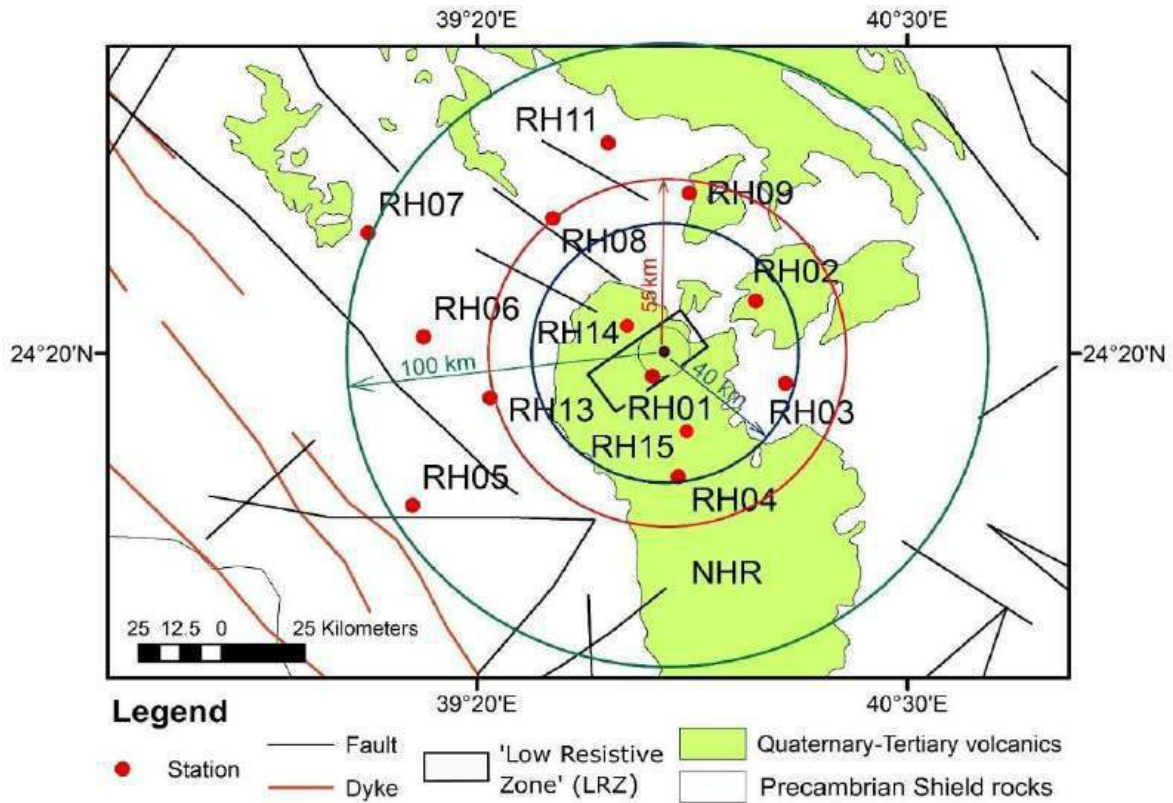 39°20'E 40°30'E
RH11
RH07
RH09
RH08
RH02
55 km
RH06
RH14
24°20'N 24°20'N
100 km
40 km
RH13
RH01
RH03
RH15
RH05
RH04
NHR
25 12.5 0 25 Kilometers
39°20'E 40°30'E
Legend
Station
Fault
Dyke
'Low Resistive
Zone' (LRZ)
Quaternary-Tertiary volcanics
Precambrian Shield rocks